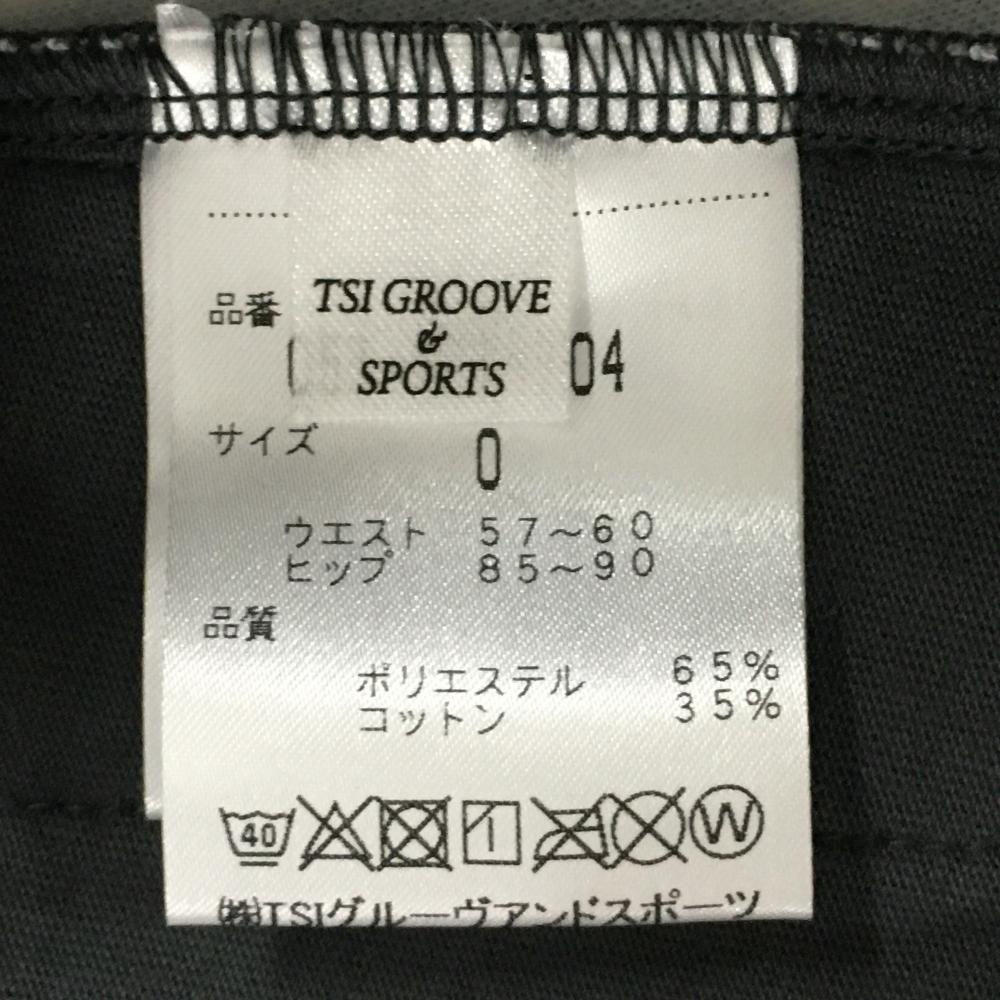 品番
TSI GROOVE
&
SPORTS
04
サイズ
0
ウエスト 57～60
ヒップ 85～90
品質
ポリエステル 65%
コットン 35%
40
W
㈱TSIグルーヴアンドスポーツ